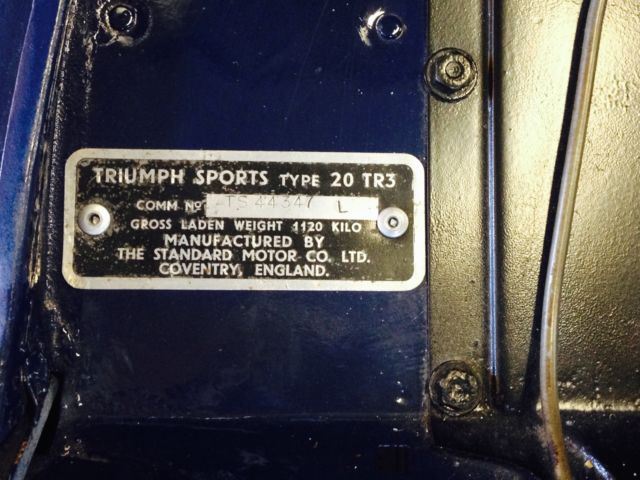 TRIUMPH SPORTS TYPE 20 TR3
COMM Nº TS 44347 L
GROSS LADEN WEIGHT 1120 KILO
MANUFACTURED BY
THE STANDARD MOTOR CO. LTD.
COVENTRY, ENGLAND.